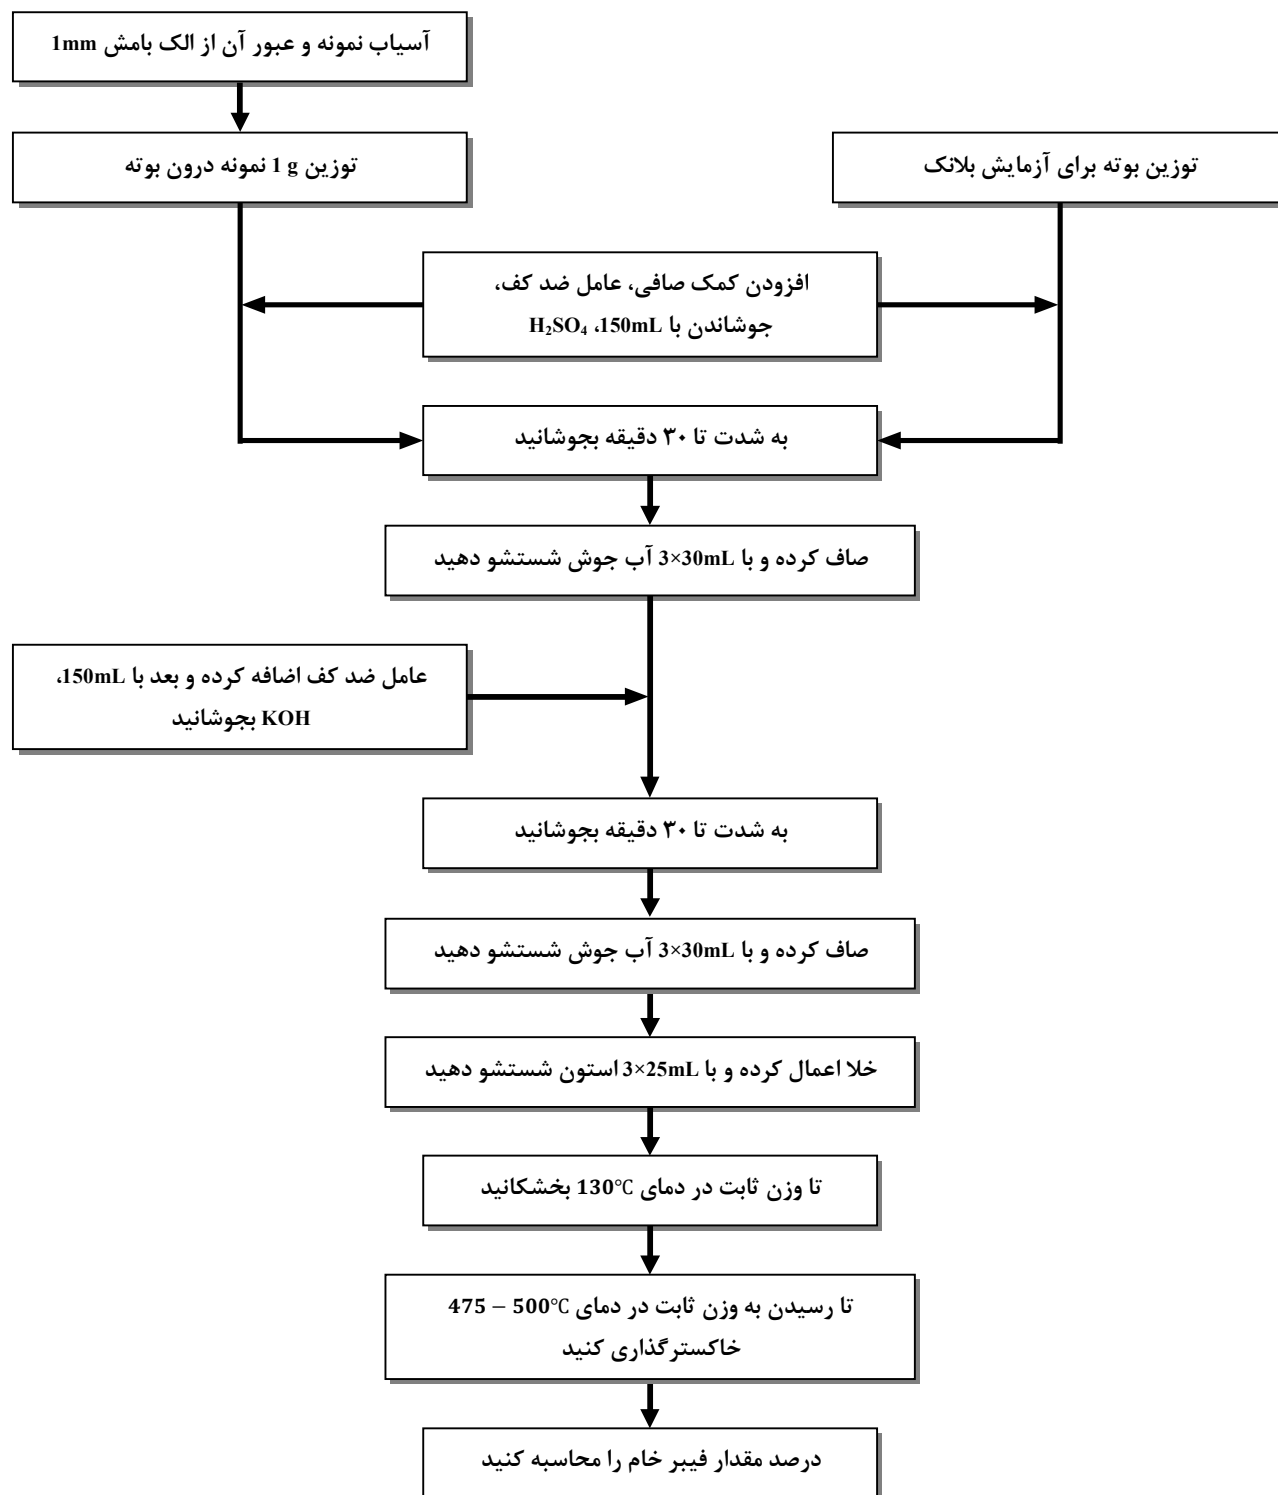 آسیاب نمونه و عبور آن از الک بامش 1mm
توزین 1 g نمونه درون بوته
توزین بوته برای آزمایش بلانک
افزودن کمک صافی، عامل ضد کف،
جوشاندن با 150mL، H₂SO₄
به شدت تا ۳۰ دقیقه بجوشانید
صاف کرده و با 3×30mL آب جوش شستشو دهید
عامل ضد کف اضافه کرده و بعد با 150mL،
KOH بجوشانید
به شدت تا ۳۰ دقیقه بجوشانید
صاف کرده و با 3×30mL آب جوش شستشو دهید
خلا اعمال کرده و با 3×25mL استون شستشو دهید
تا وزن ثابت در دمای 130℃ بخشکانید
تا رسیدن به وزن ثابت در دمای 475 – 500℃
خاکسترگذاری کنید
درصد مقدار فیبر خام را محاسبه کنید